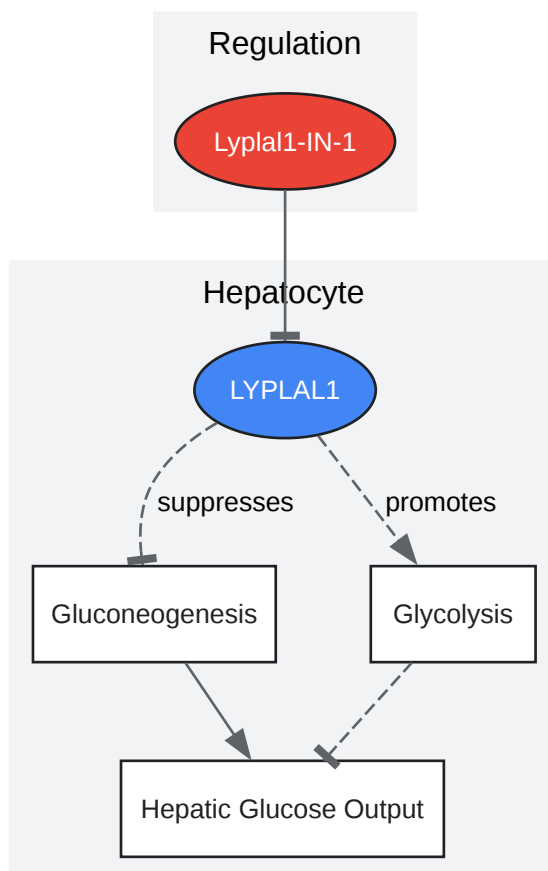 Regulation
Lyplal1-IN-1
Hepatocyte
LYPLAL1
suppresses
promotes
Gluconeogenesis
Glycolysis
Hepatic Glucose Output